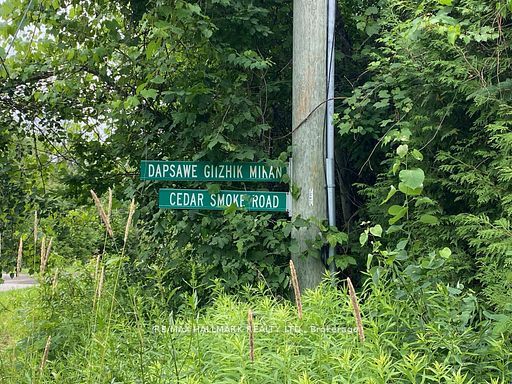 DAPSAWE GIIZHIK MIKAN
CEDAR SMOKE ROAD
RE/MAX HALLMARK REALTY LTD., Brokerage